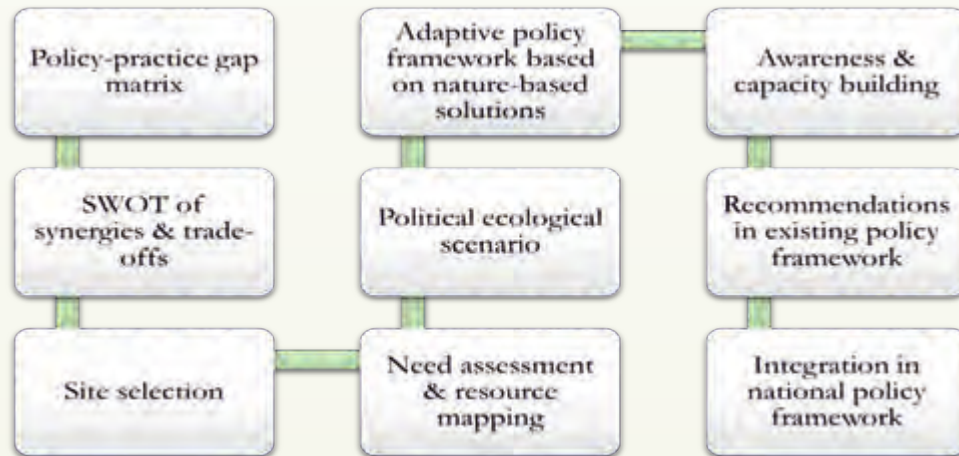 Policy-practice gap
matrix
SWOT of
synergies & trade-
offs
Site selection
Need assessment
& resource
mapping
Political ecological
scenario
Adaptive policy
framework based
on nature-based
solutions
Awareness &
capacity building
Recommendations
in existing policy
framework
Integration in
national policy
framework